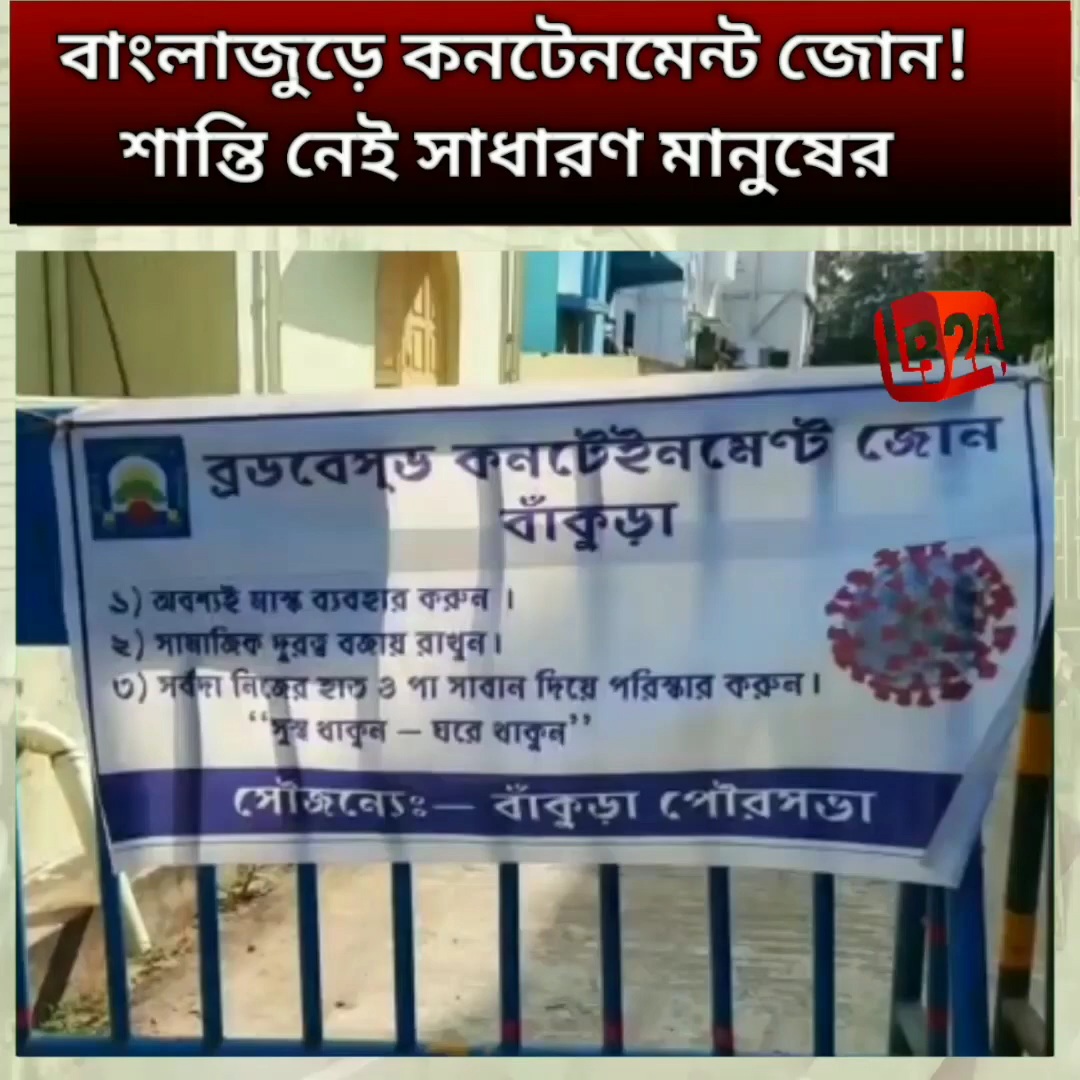 বাংলাজুড়ে কনটেনমেন্ট জোন!
শান্তি নেই সাধারণ মানুষের
LB24
ব্রডবেস্ড কনটেইনমেণ্ট জোন
বাঁকুড়া
১) অবশ্যই মাস্ক ব্যবহার করুন ।
২) সামাজিক দুরত্ব বজায় রাখুন ।
৩) সর্বদা নিজের হাত ও পা সাবান দিয়ে পরিস্কার করুন ।
“সুস্থ থাকুন – ঘরে থাকুন”
সৌজন্যেঃ– বাঁকুড়া পৌরসভা